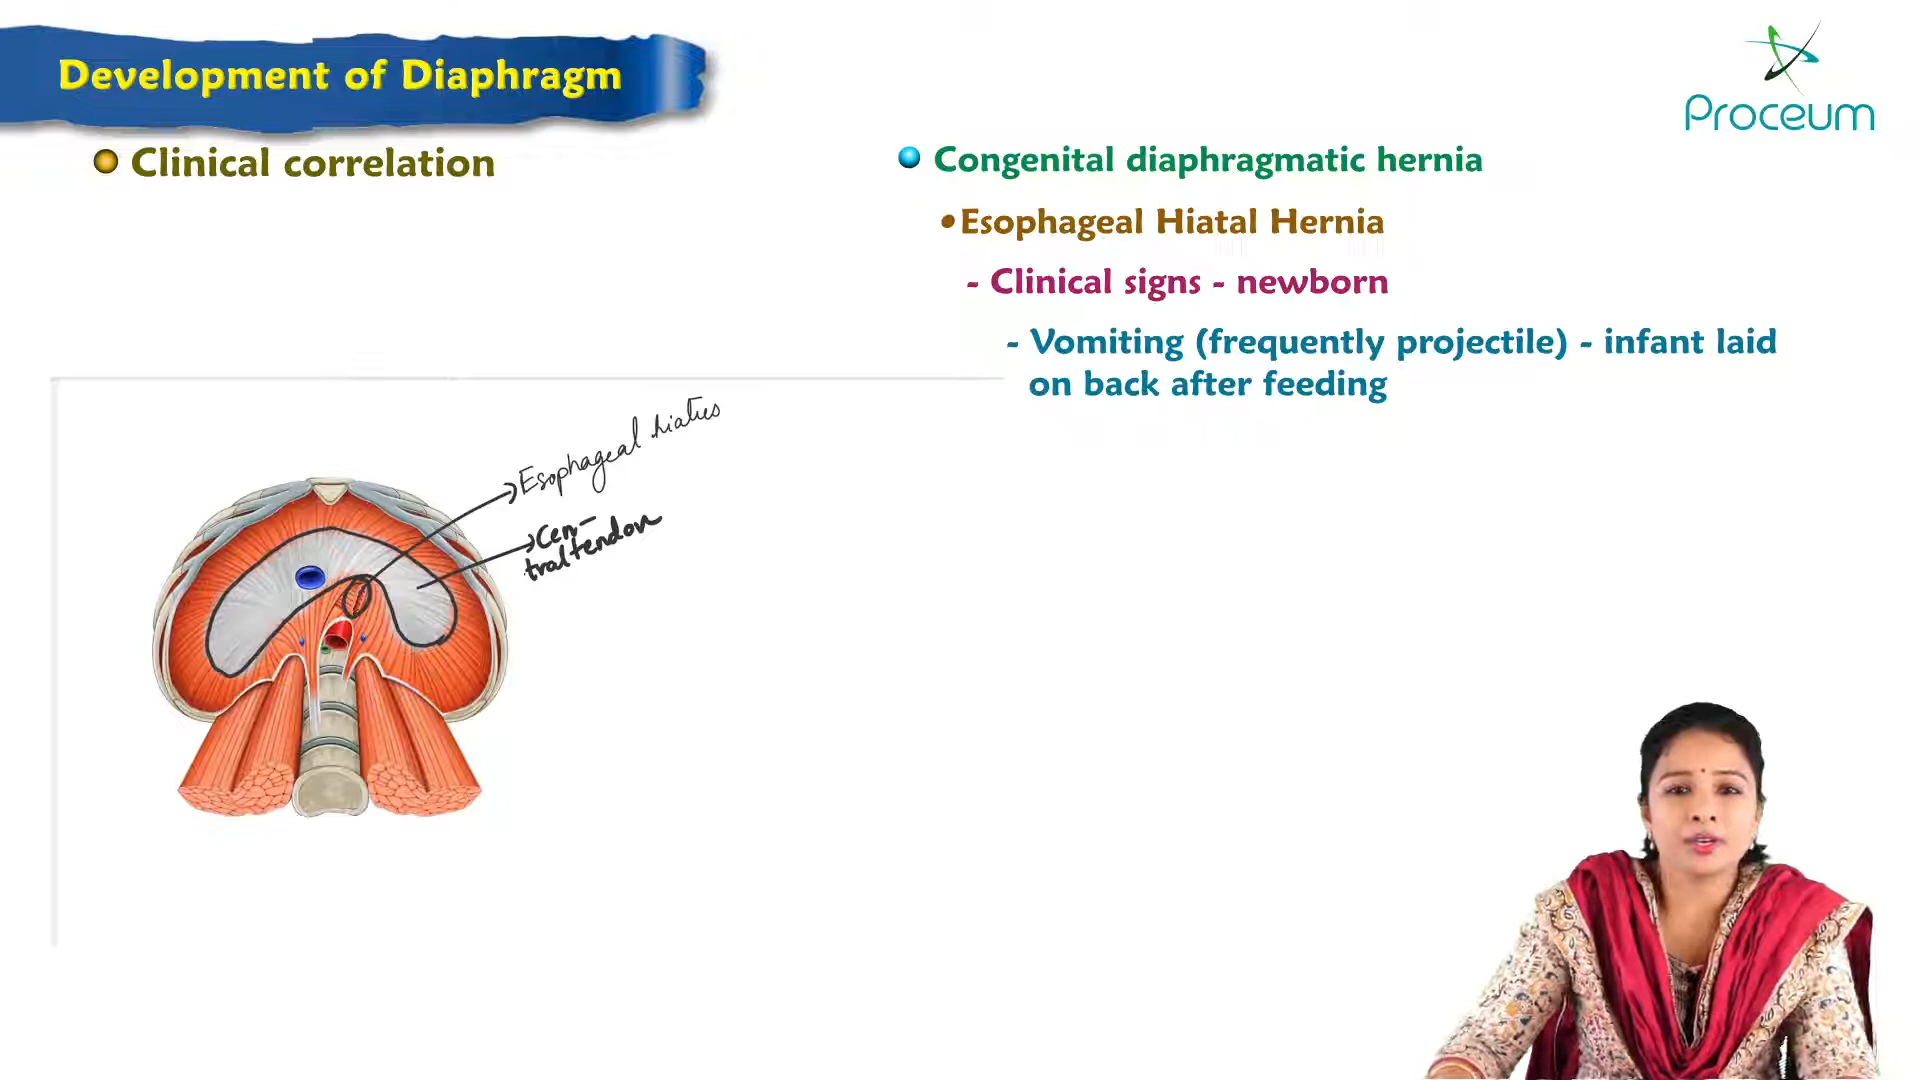 Development of Diaphragm
Proceum
Clinical correlation
Congenital diaphragmatic hernia
Esophageal Hiatal Hernia
- Clinical signs - newborn
- Vomiting (frequently projectile) - infant laid
on back after feeding
Esophageal hiatus
Cen-
tral tendon